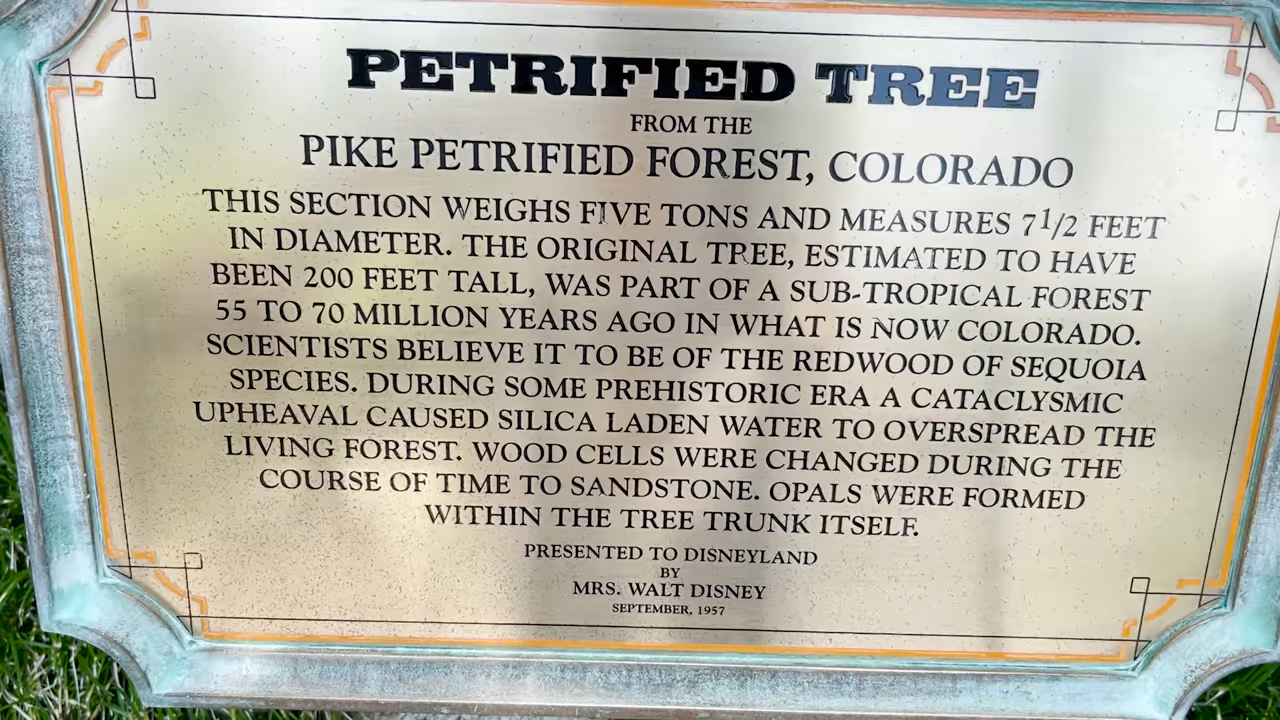 PETRIFIED TREE
FROM THE
PIKE PETRIFIED FOREST, COLORADO
THIS SECTION WEIGHS FIVE TONS AND MEASURES 7 1/2 FEET
IN DIAMETER. THE ORIGINAL TREE, ESTIMATED TO HAVE
BEEN 200 FEET TALL, WAS PART OF A SUB-TROPICAL FOREST
55 TO 70 MILLION YEARS AGO IN WHAT IS NOW COLORADO.
SCIENTISTS BELIEVE IT TO BE OF THE REDWOOD OF SEQUOIA
SPECIES. DURING SOME PREHISTORIC ERA A CATACLYSMIC
UPHEAVAL CAUSED SILICA LADEN WATER TO OVERSPREAD THE
LIVING FOREST. WOOD CELLS WERE CHANGED DURING THE
COURSE OF TIME TO SANDSTONE. OPALS WERE FORMED
WITHIN THE TREE TRUNK ITSELF.
PRESENTED TO DISNEYLAND
BY
MRS. WALT DISNEY
SEPTEMBER, 1957